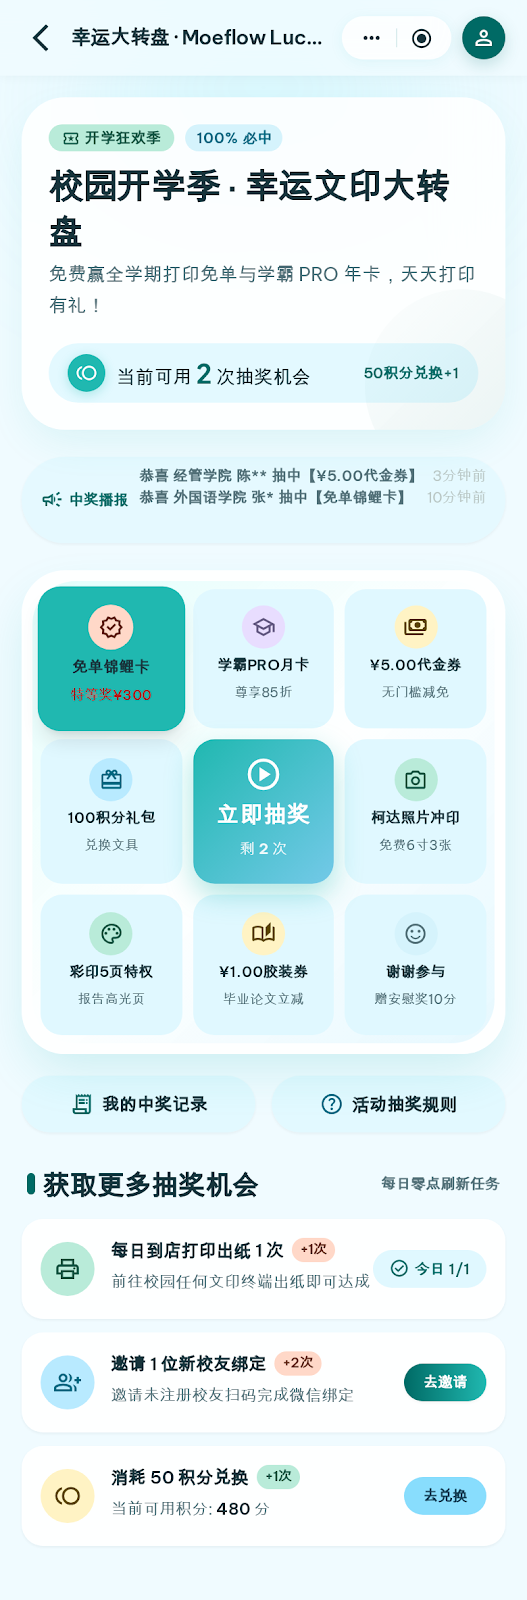 幸运大转盘 · Moeflow Luc...
开学狂欢季
100% 必中
校园开学季 · 幸运文印大转
盘
免费赢全学期打印免单与学霸 PRO 年卡，天天打印
有礼！
当前可用 2 次抽奖机会
50积分兑换+1
中奖播报
恭喜 经管学院 陈** 抽中【¥5.00代金券】 3分钟前
恭喜 外国语学院 张* 抽中【免单锦鲤卡】 10分钟前
免单锦鲤卡
特等奖¥300
学霸PRO月卡
尊享85折
¥5.00代金券
无门槛减免
100积分礼包
兑换文具
立即抽奖
剩 2 次
柯达照片冲印
免费6寸3张
彩印5页特权
报告高光页
¥1.00胶装券
毕业论文立减
谢谢参与
赠安慰奖10分
我的中奖记录
活动抽奖规则
获取更多抽奖机会
每日零点刷新任务
每日到店打印出纸 1 次 +1次
前往校园任何文印终端出纸即可达成
今日 1/1
邀请 1 位新校友绑定 +2次
邀请未注册校友扫码完成微信绑定
去邀请
消耗 50 积分兑换 +1次
当前可用积分: 480 分
去兑换